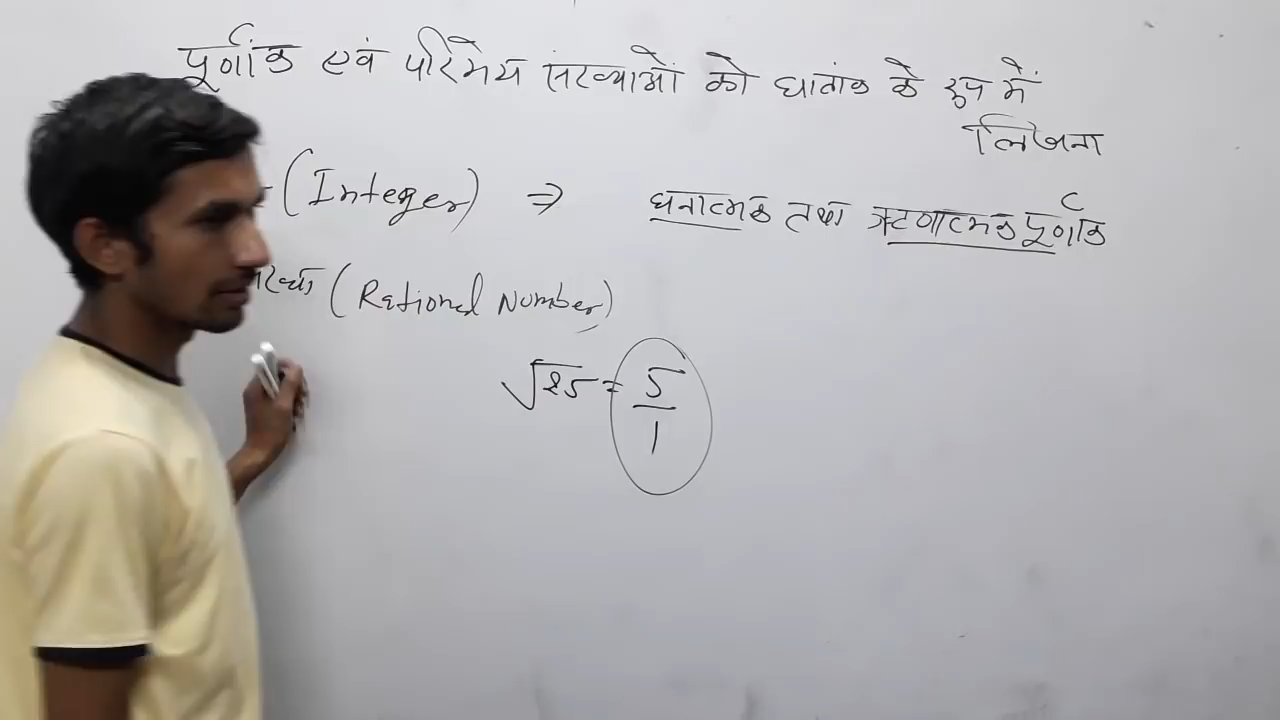 पूर्णांक एवं परिमेय संख्याओं को घातांक के रूप में
लिखना
(Integer) ⇒ धनात्मक तथा ऋणात्मक पूर्णांक
(Rational Number)
√25 = 5/1